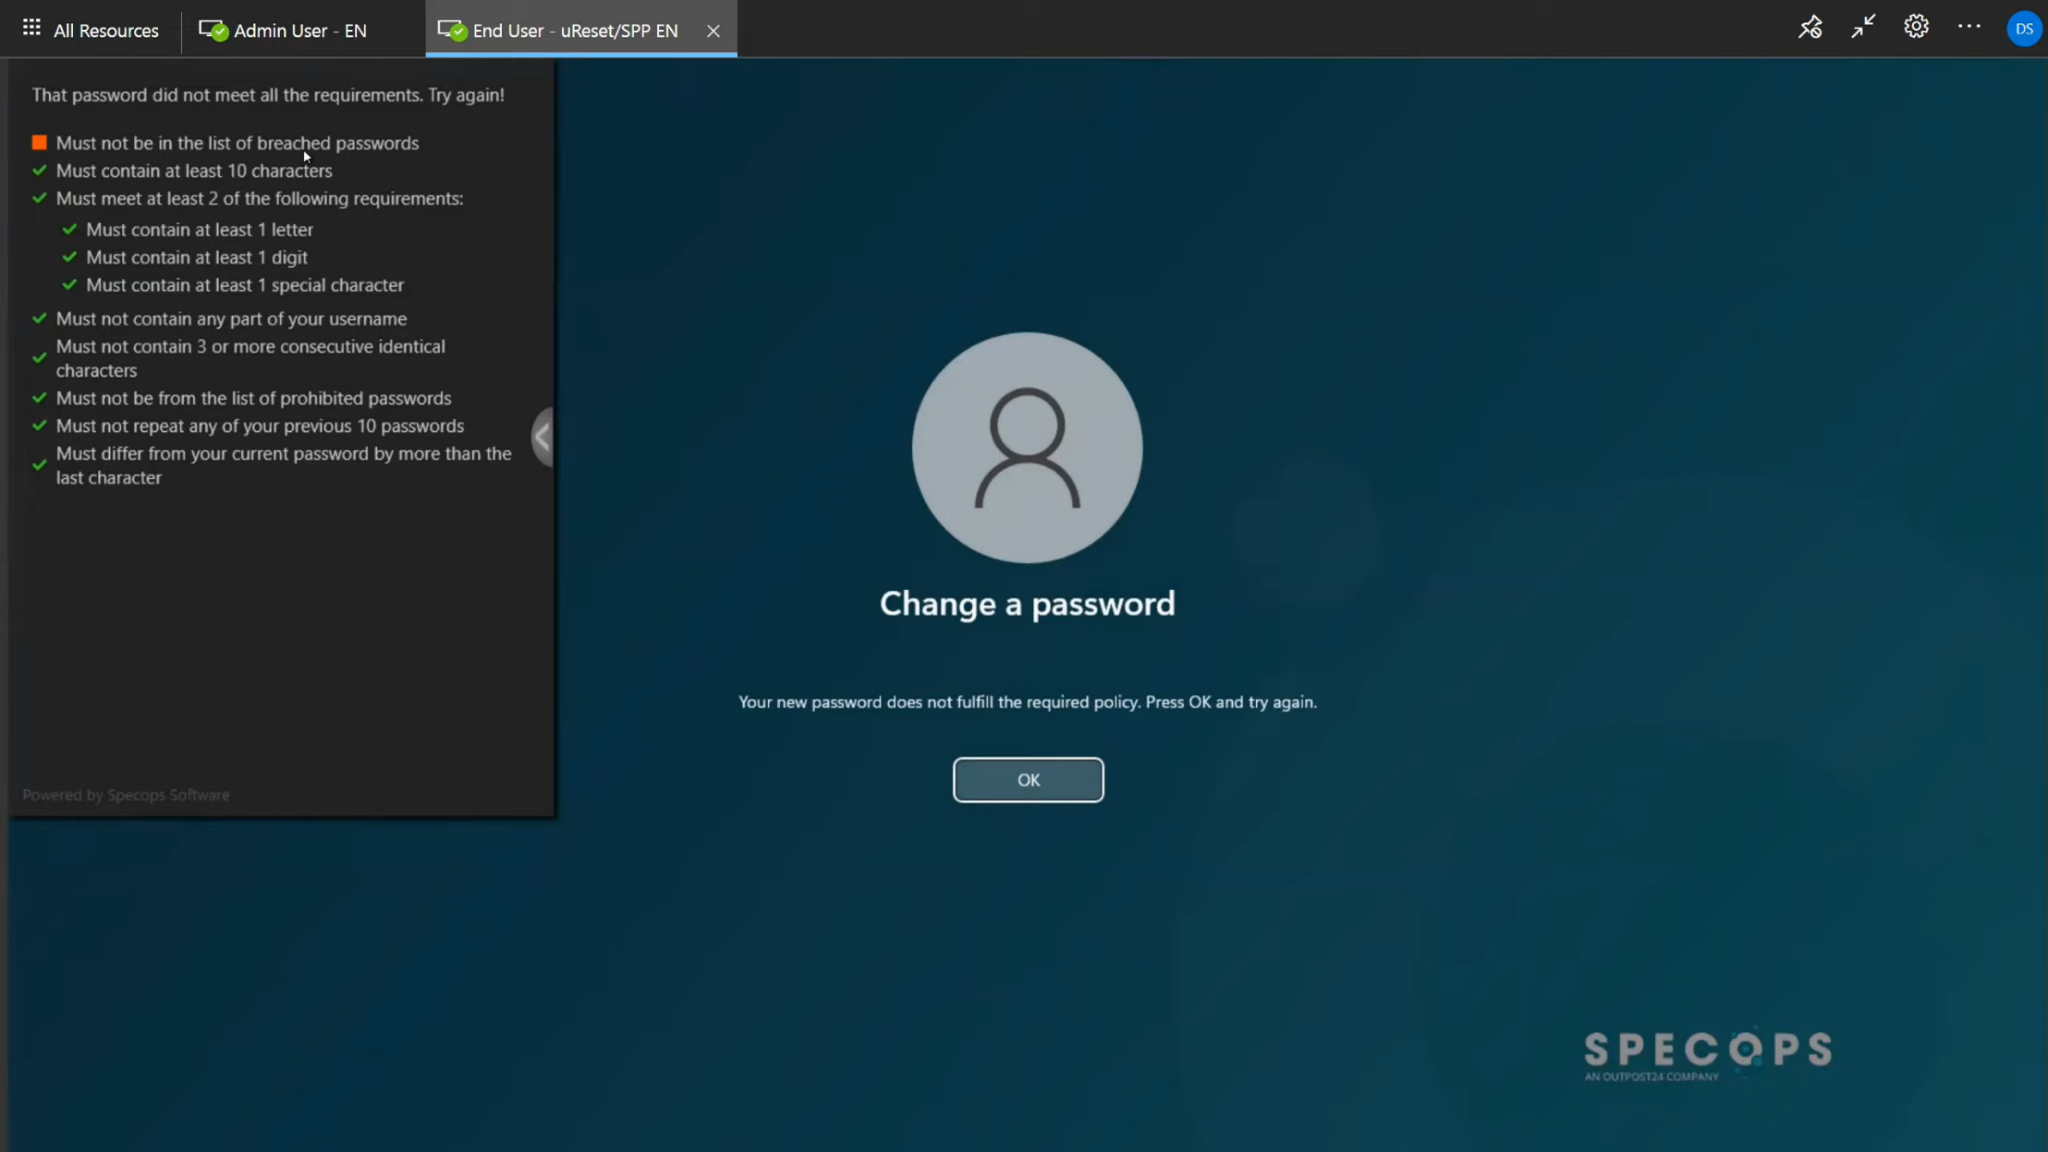 All Resources
Admin User - EN
End User - uReset/SPP EN
DS
That password did not meet all the requirements. Try again!
Must not be in the list of breached passwords
Must contain at least 10 characters
Must meet at least 2 of the following requirements:
Must contain at least 1 letter
Must contain at least 1 digit
Must contain at least 1 special character
Must not contain any part of your username
Must not contain 3 or more consecutive identical
characters
Must not be from the list of prohibited passwords
Must not repeat any of your previous 10 passwords
Must differ from your current password by more than the
last character
Powered by Specops Software
Change a password
Your new password does not fulfill the required policy. Press OK and try again.
OK
SPECOPS
AN OUTPOST24 COMPANY